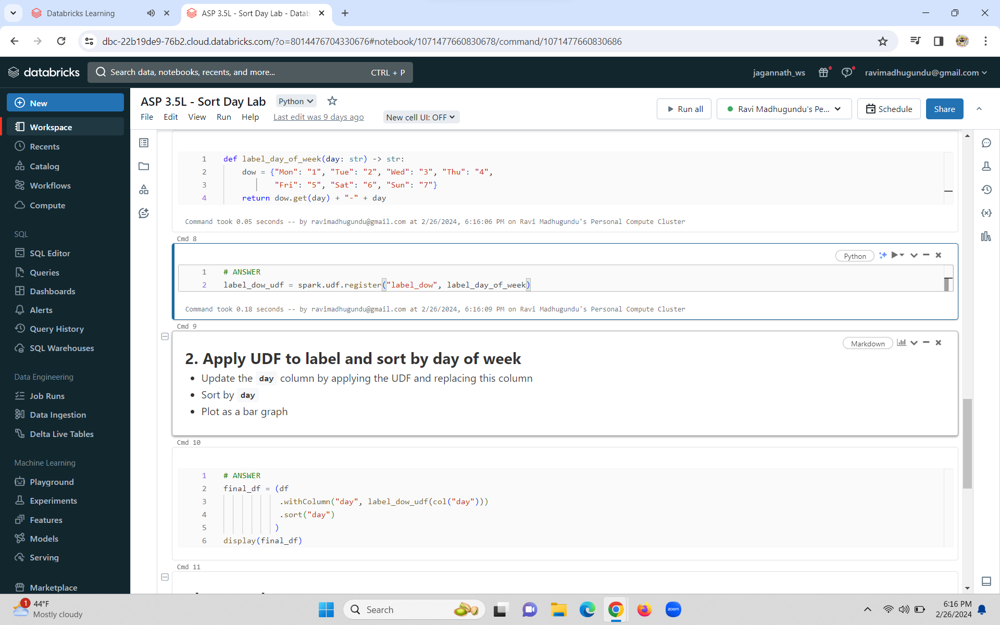 Databricks Learning
ASP 3.5L - Sort Day Lab - Datab
dbc-22b19de9-76b2.cloud.databricks.com/?o=8014476704330676#notebook/1071477660830678/command/1071477660830686
databricks
Search data, notebooks, recents, and more...
CTRL + P
jagannath_ws
ravimadhugundu@gmail.com
New
Workspace
Recents
Catalog
Workflows
Compute
SQL
SQL Editor
Queries
Dashboards
Alerts
Query History
SQL Warehouses
Data Engineering
Job Runs
Data Ingestion
Delta Live Tables
Machine Learning
Playground
Experiments
Features
Models
Serving
Marketplace
ASP 3.5L - Sort Day Lab
Python
File Edit View Run Help Last edit was 9 days ago New cell UI: OFF
Run all
Ravi Madhugundu's Pe...
Schedule
Share
1 def label_day_of_week(day: str) -> str:
2 dow = {"Mon": "1", "Tue": "2", "Wed": "3", "Thu": "4",
3 "Fri": "5", "Sat": "6", "Sun": "7"}
4 return dow.get(day) + "-" + day
Command took 0.05 seconds -- by ravimadhugundu@gmail.com at 2/26/2024, 6:16:06 PM on Ravi Madhugundu's Personal Compute Cluster
Cmd 8
Python
1 # ANSWER
2 label_dow_udf = spark.udf.register("label_dow", label_day_of_week)
Command took 0.18 seconds -- by ravimadhugundu@gmail.com at 2/26/2024, 6:16:09 PM on Ravi Madhugundu's Personal Compute Cluster
Cmd 9
Markdown
2. Apply UDF to label and sort by day of week
• Update the day column by applying the UDF and replacing this column
• Sort by day
• Plot as a bar graph
Cmd 10
1 # ANSWER
2 final_df = (df
3 .withColumn("day", label_dow_udf(col("day")))
4 .sort("day")
5 )
6 display(final_df)
Cmd 11
1
44°F
Mostly cloudy
Search
zoom
6:16 PM
2/26/2024